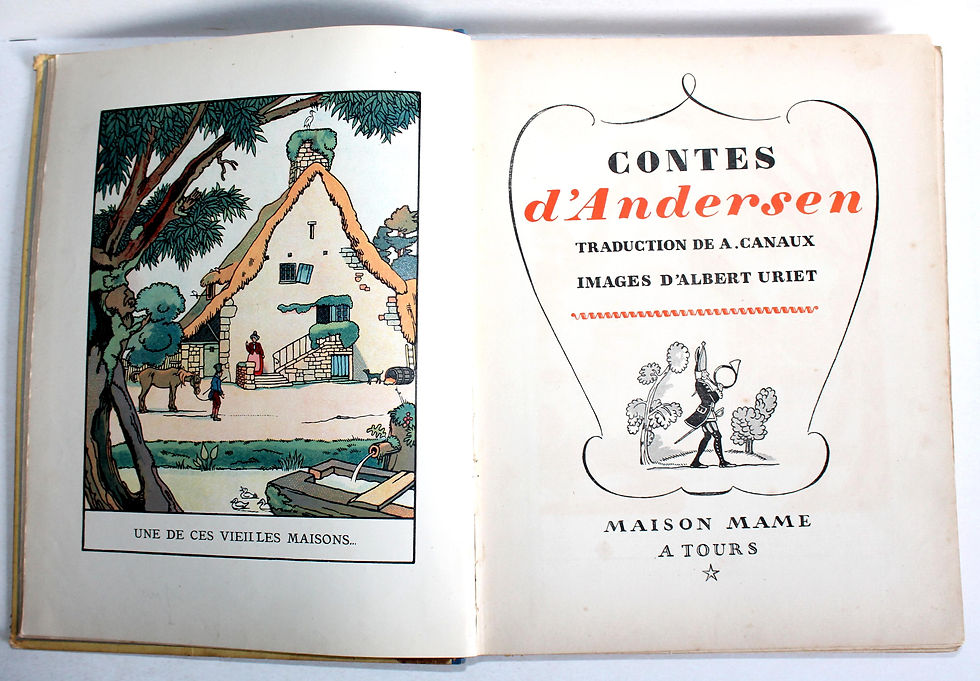 UNE DE CES VIEILLES MAISONS...
CONTES
d'Andersen
TRADUCTION DE A. CANAUX
IMAGES D'ALBERT URIET
MAISON MAME
A TOURS